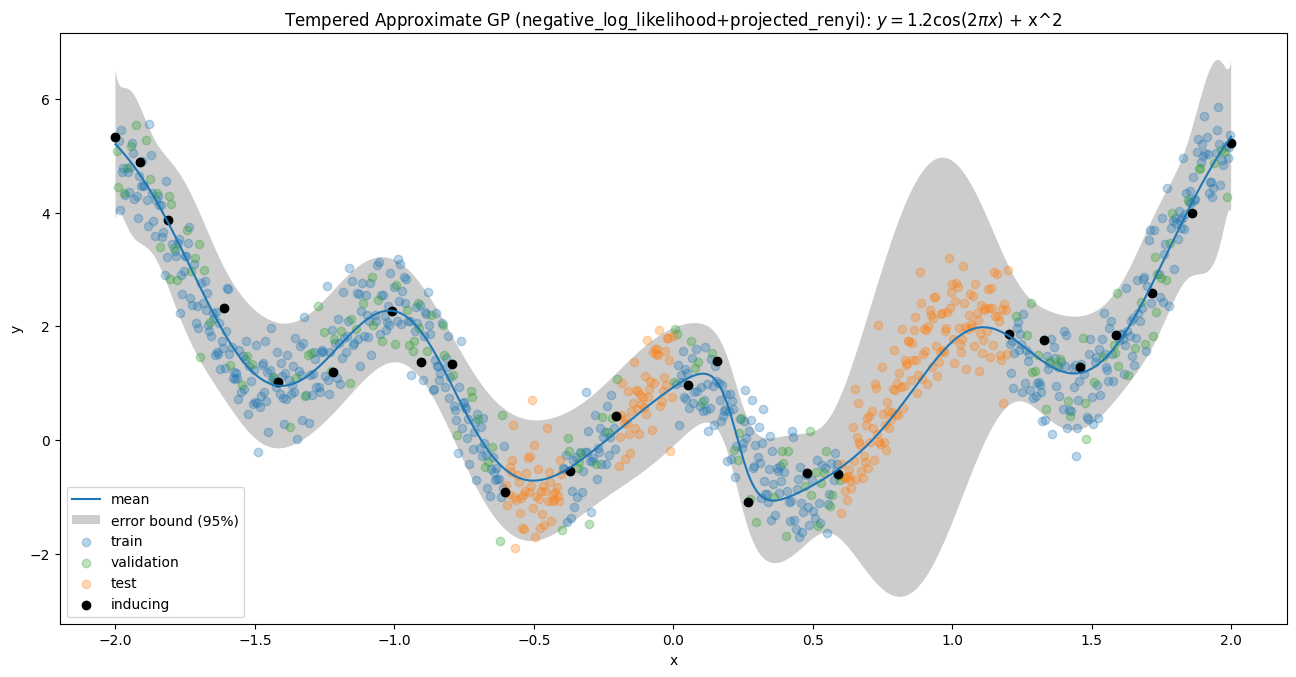 Tempered Approximate GP (negative_log_likelihood+projected_renyi): y = 1.2cos(2πx) + x^2
y
6
4
2
0
−2
mean
error bound (95%)
train
validation
test
inducing
−2.0 −1.5 −1.0 −0.5 0.0 0.5 1.0 1.5 2.0
x